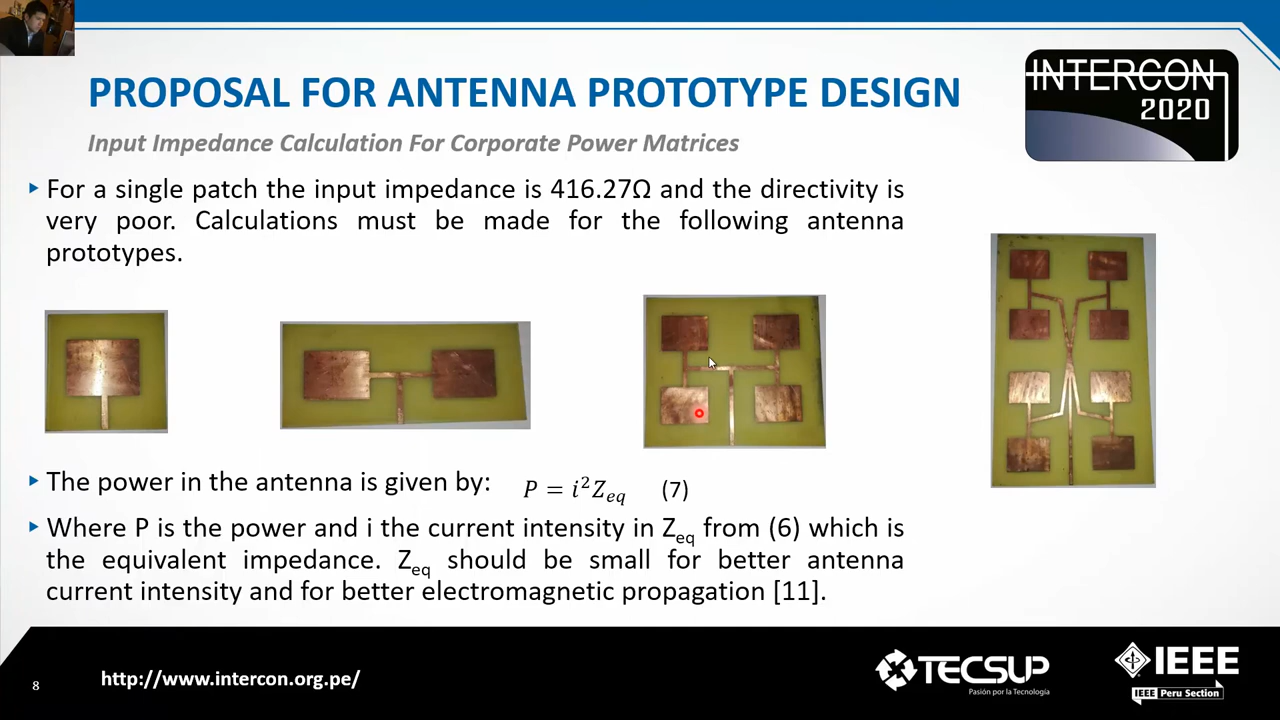 INTERCON
2020
PROPOSAL FOR ANTENNA PROTOTYPE DESIGN
Input Impedance Calculation For Corporate Power Matrices
For a single patch the input impedance is 416.27Ω and the directivity is
very poor. Calculations must be made for the following antenna
prototypes.
The power in the antenna is given by: P = i²Z_eq (7)
Where P is the power and i the current intensity in Z_eq from (6) which is
the equivalent impedance. Z_eq should be small for better antenna
current intensity and for better electromagnetic propagation [11].
8
http://www.intercon.org.pe/
TECSUP
Pasión por la Tecnología
IEEE
IEEE Peru Section